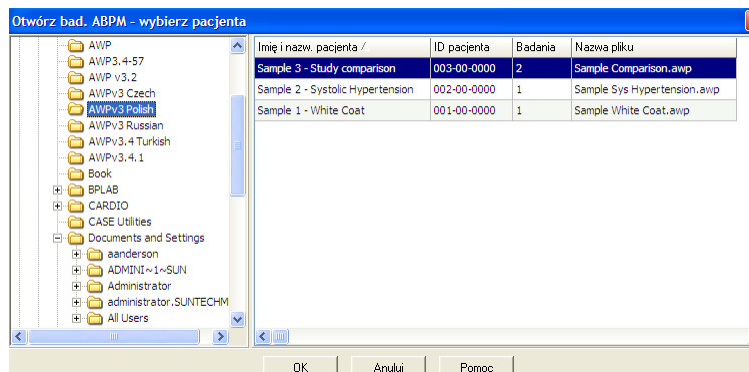 Otwórz bad. ABPM - wybierz pacjenta
AWP
AWP3.4-57
AWP v3.2
AWPv3 Czech
AWPv3 Polish
AWPv3 Russian
AWPv3.4 Turkish
AWPv3.4.1
Book
BPLAB
CARDIO
CASE Utilities
Documents and Settings
aanderson
ADMINI~1~SUN
Administrator
administrator.SUNTECHM
All Users
Imię i nazw. pacjenta / ID pacjenta Badania Nazwa pliku
Sample 3 - Study comparison 003-00-0000 2 Sample Comparison.awp
Sample 2 - Systolic Hypertension 002-00-0000 1 Sample Sys Hypertension.awp
Sample 1 - White Coat 001-00-0000 1 Sample White Coat.awp
OK Anuluj Pomoc